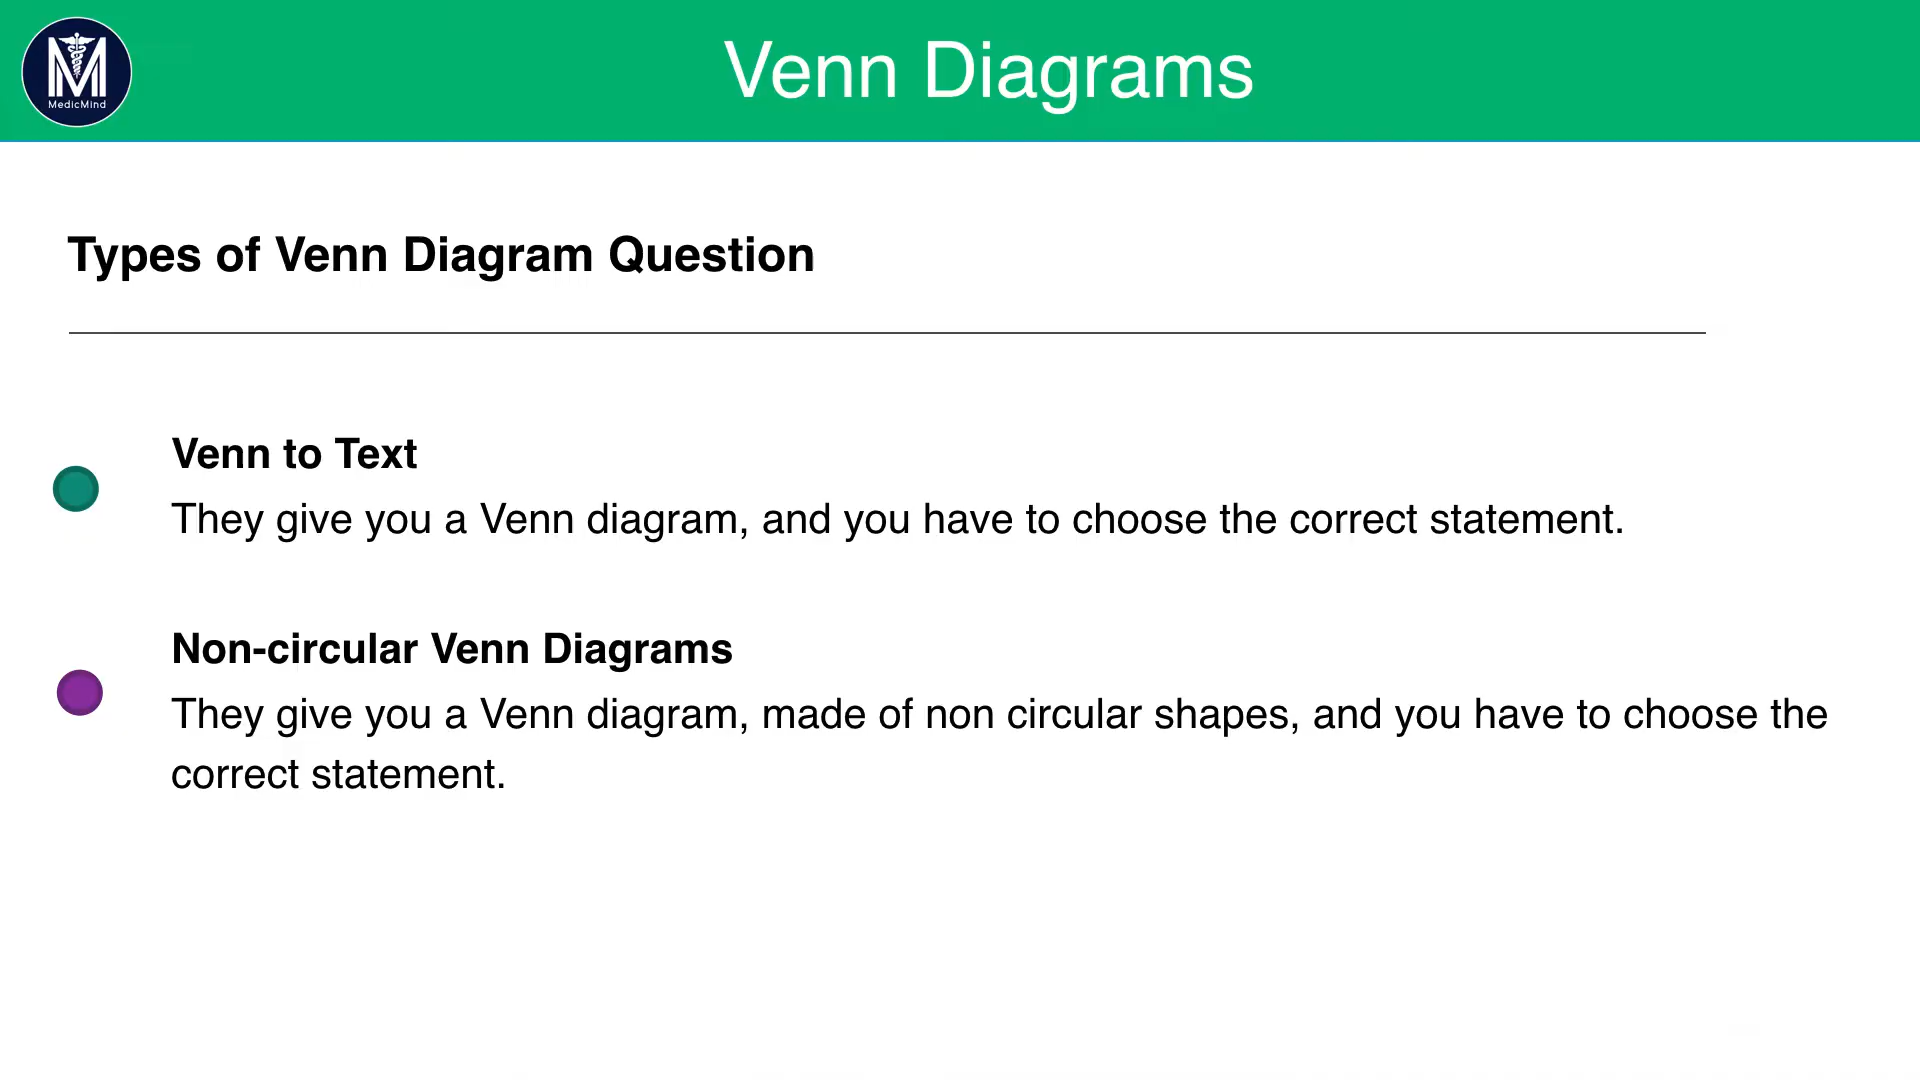 MedicMind
Venn Diagrams
Types of Venn Diagram Question
Venn to Text
They give you a Venn diagram, and you have to choose the correct statement.
Non-circular Venn Diagrams
They give you a Venn diagram, made of non circular shapes, and you have to choose the
correct statement.